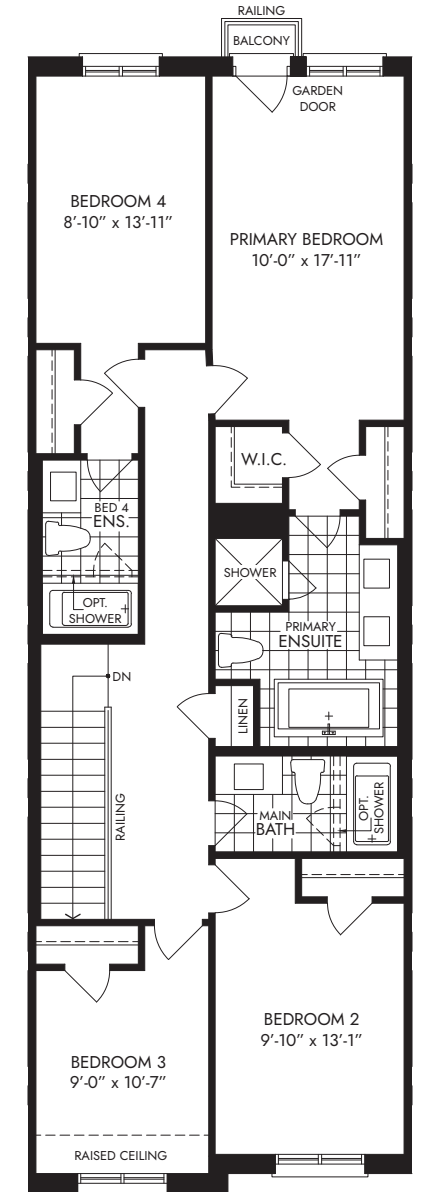 RAILING
BALCONY
GARDEN
DOOR
BEDROOM 4
8'-10" x 13'-11"
PRIMARY BEDROOM
10'-0" x 17'-11"
W.I.C.
BED 4
ENS.
SHOWER
OPT.
SHOWER
PRIMARY
ENSUITE
DN
LINEN
RAILING
MAIN
BATH
OPT.
SHOWER
BEDROOM 2
9'-10" x 13'-1"
BEDROOM 3
9'-0" x 10'-7"
RAISED CEILING